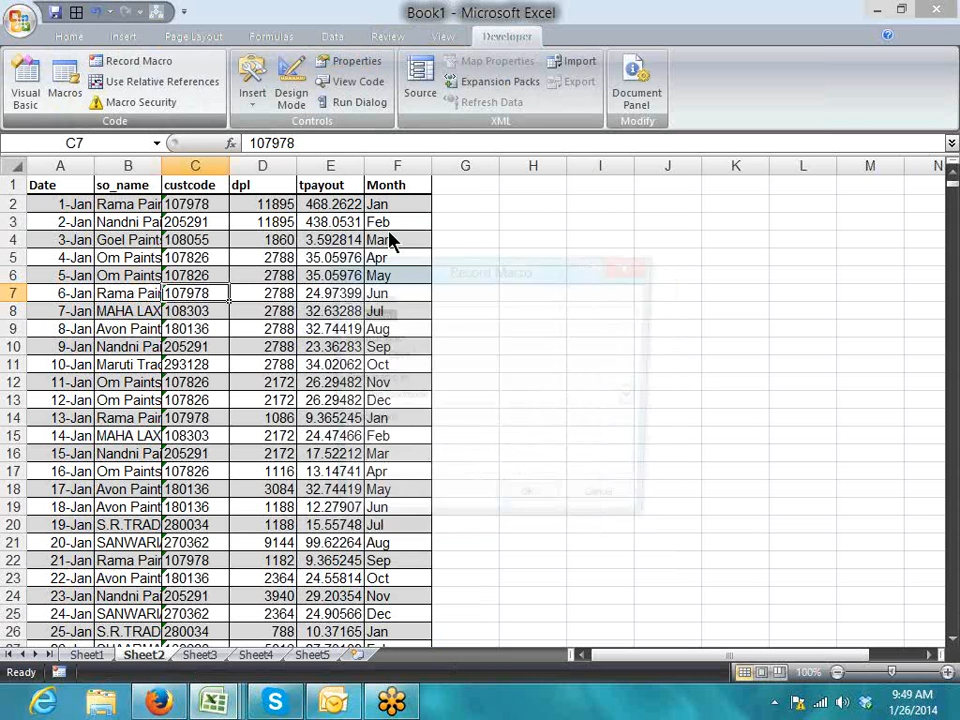 Book1 - Microsoft Excel
Home Insert Page Layout Formulas Data Review View Developer
Visual Basic
Macros
Record Macro
Use Relative References
Macro Security
Code
Insert
Design Mode
Properties
View Code
Run Dialog
Controls
Source
Map Properties
Expansion Packs
Refresh Data
Import
Export
XML
Document Panel
Modify
C7 fx 107978
A B C D E F G H I J K L M N
1 Date so_name custcode dpl tpayout Month
2 1-Jan Rama Pai 107978 11895 468.2622 Jan
3 2-Jan Nandni Pa 205291 11895 438.0531 Feb
4 3-Jan Goel Paint 108055 1860 3.592814 Mar
5 4-Jan Om Paints 107826 2788 35.05976 Apr
6 5-Jan Om Paints 107826 2788 35.05976 May
7 6-Jan Rama Pai 107978 2788 24.97399 Jun
8 7-Jan MAHA LAX 108303 2788 32.63288 Jul
9 8-Jan Avon Paint 180136 2788 32.74419 Aug
10 9-Jan Nandni Pa 205291 2788 23.36283 Sep
11 10-Jan Maruti Trad 293128 2788 34.02062 Oct
12 11-Jan Om Paints 107826 2172 26.29482 Nov
13 12-Jan Om Paints 107826 2172 26.29482 Dec
14 13-Jan Rama Pai 107978 1086 9.365245 Jan
15 14-Jan MAHA LAX 108303 2172 24.47466 Feb
16 15-Jan Nandni Pa 205291 2172 17.52212 Mar
17 16-Jan Om Paints 107826 1116 13.14741 Apr
18 17-Jan Avon Paint 180136 3084 32.74419 May
19 18-Jan Avon Paint 180136 1188 12.27907 Jun
20 19-Jan S.R.TRAD 280034 1188 15.55748 Jul
21 20-Jan SANWARI 270362 9144 99.62264 Aug
22 21-Jan Rama Pai 107978 1182 9.365245 Sep
23 22-Jan Avon Paint 180136 2364 24.55814 Oct
24 23-Jan Nandni Pa 205291 3940 29.20354 Nov
25 24-Jan SANWARI 270362 2364 24.90566 Dec
26 25-Jan S.R.TRAD 280034 788 10.37165 Jan
Record Macro
OK Cancel
Sheet1 Sheet2 Sheet3 Sheet4 Sheet5
Ready 100%
9:49 AM
1/26/2014